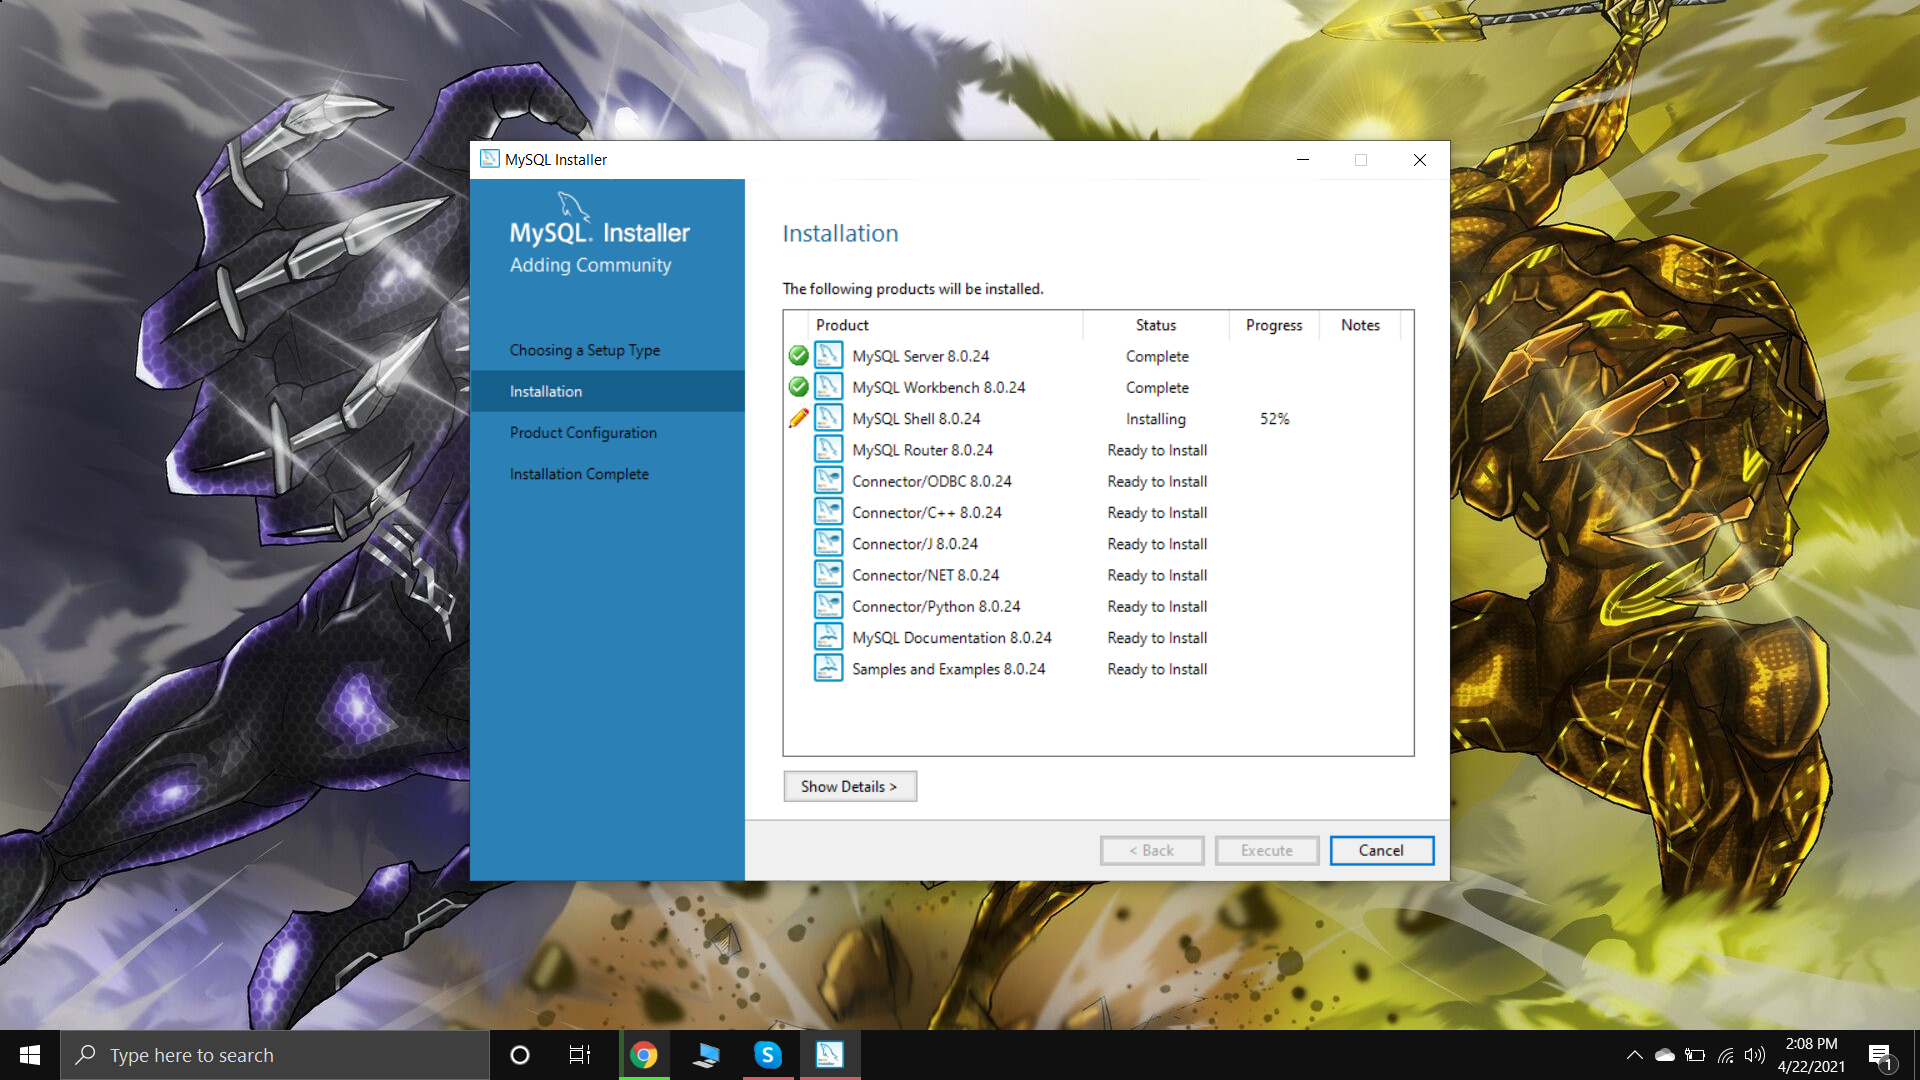 MySQL Installer
MySQL. Installer
Adding Community
Choosing a Setup Type
Installation
Product Configuration
Installation Complete
Installation
The following products will be installed.
Product Status Progress Notes
MySQL Server 8.0.24 Complete
MySQL Workbench 8.0.24 Complete
MySQL Shell 8.0.24 Installing 52%
MySQL Router 8.0.24 Ready to Install
Connector/ODBC 8.0.24 Ready to Install
Connector/C++ 8.0.24 Ready to Install
Connector/J 8.0.24 Ready to Install
Connector/NET 8.0.24 Ready to Install
Connector/Python 8.0.24 Ready to Install
MySQL Documentation 8.0.24 Ready to Install
Samples and Examples 8.0.24 Ready to Install
Show Details >
< Back Execute Cancel
Type here to search
S
2:08 PM
4/22/2021
1